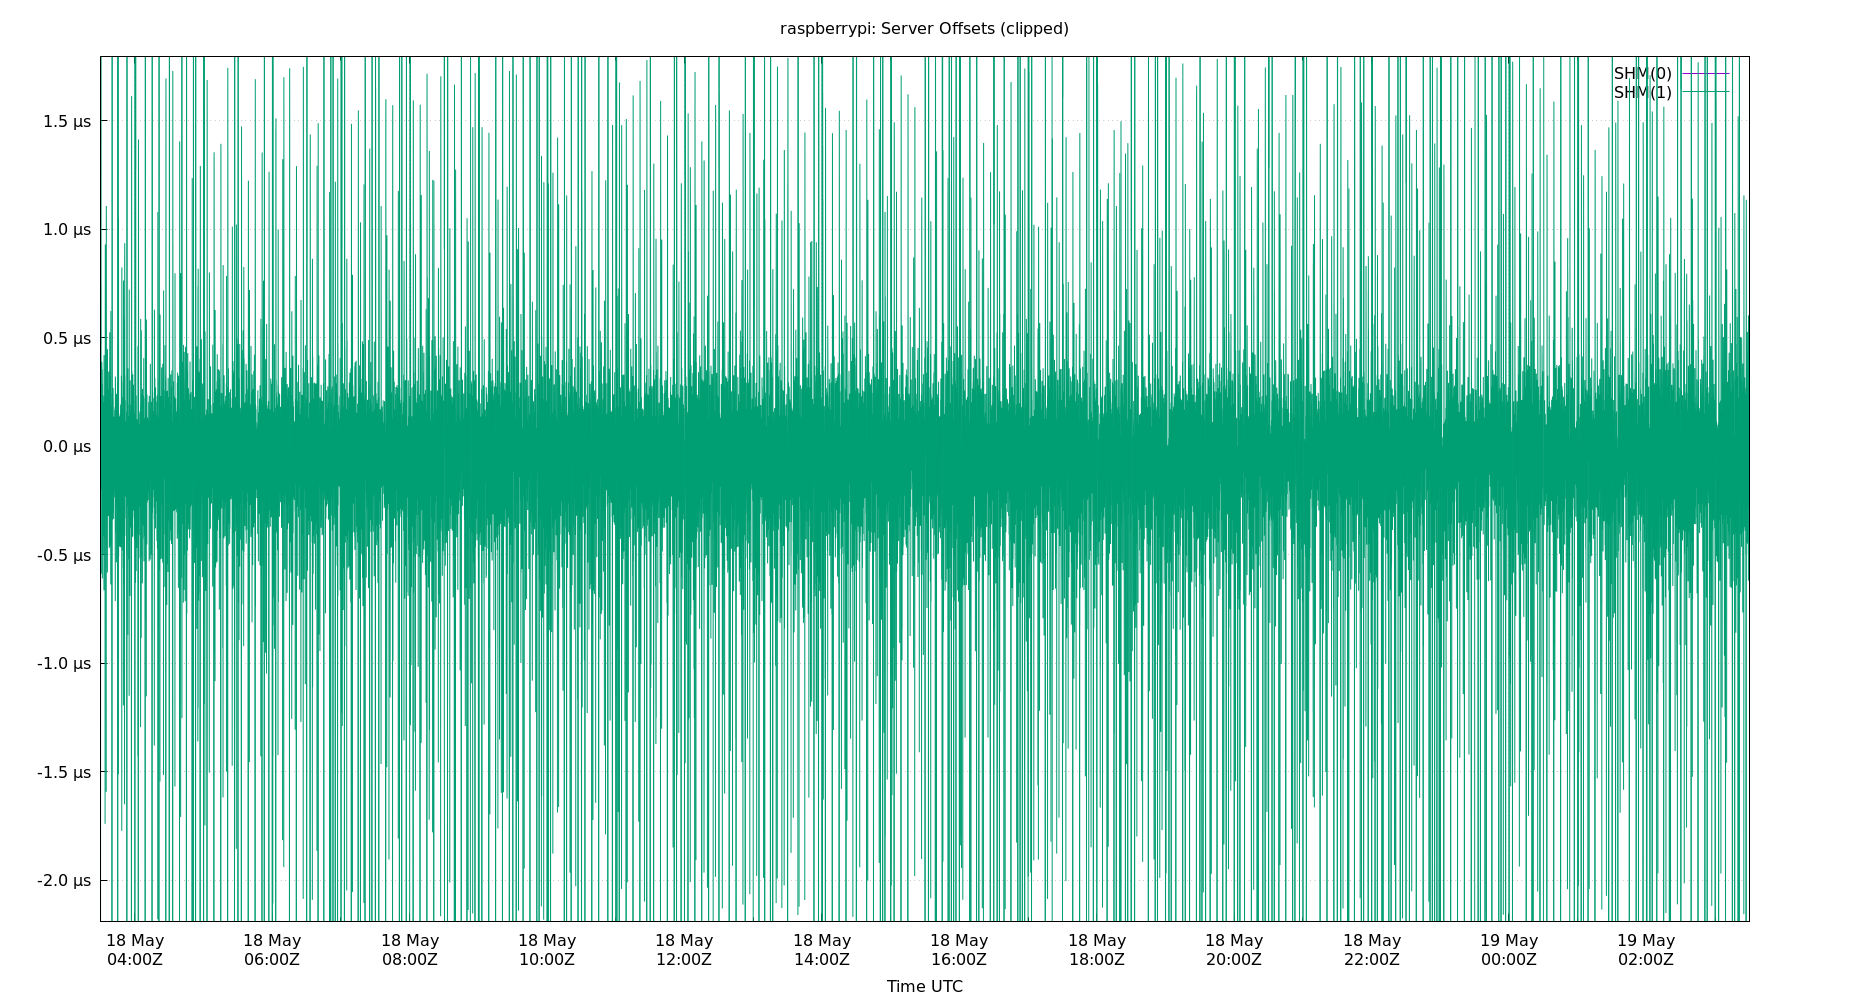 raspberrypi: Server Offsets (clipped)
SHM(0)
SHM(1)
1.5 µs
1.0 µs
0.5 µs
0.0 µs
-0.5 µs
-1.0 µs
-1.5 µs
-2.0 µs
18 May 18 May 18 May 18 May 18 May 18 May 18 May 18 May 18 May 18 May 19 May 19 May
04:00Z 06:00Z 08:00Z 10:00Z 12:00Z 14:00Z 16:00Z 18:00Z 20:00Z 22:00Z 00:00Z 02:00Z
Time UTC